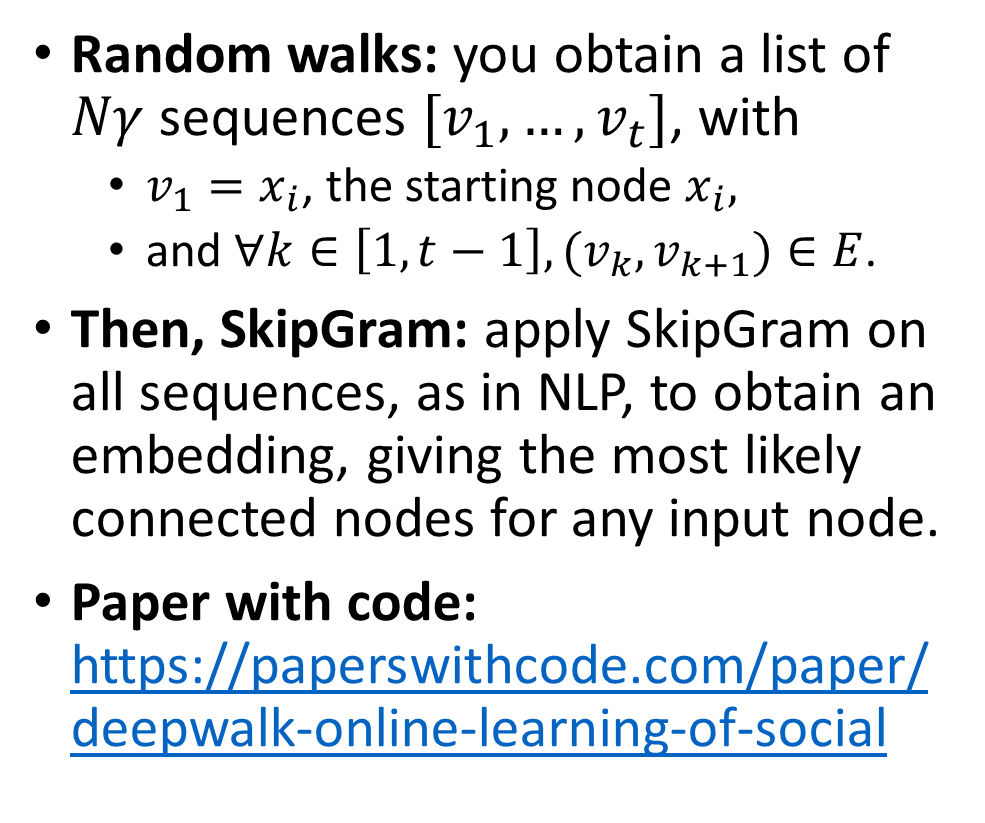 • Random walks: you obtain a list of
𝑁𝛾 sequences [𝑣₁, … , 𝑣ₜ], with
• 𝑣₁ = 𝑥ᵢ, the starting node 𝑥ᵢ,
• and ∀𝑘 ∈ [1, 𝑡 − 1], (𝑣ₖ, 𝑣ₖ₊₁) ∈ 𝐸.
• Then, SkipGram: apply SkipGram on
all sequences, as in NLP, to obtain an
embedding, giving the most likely
connected nodes for any input node.
• Paper with code:
https://paperswithcode.com/paper/
deepwalk-online-learning-of-social